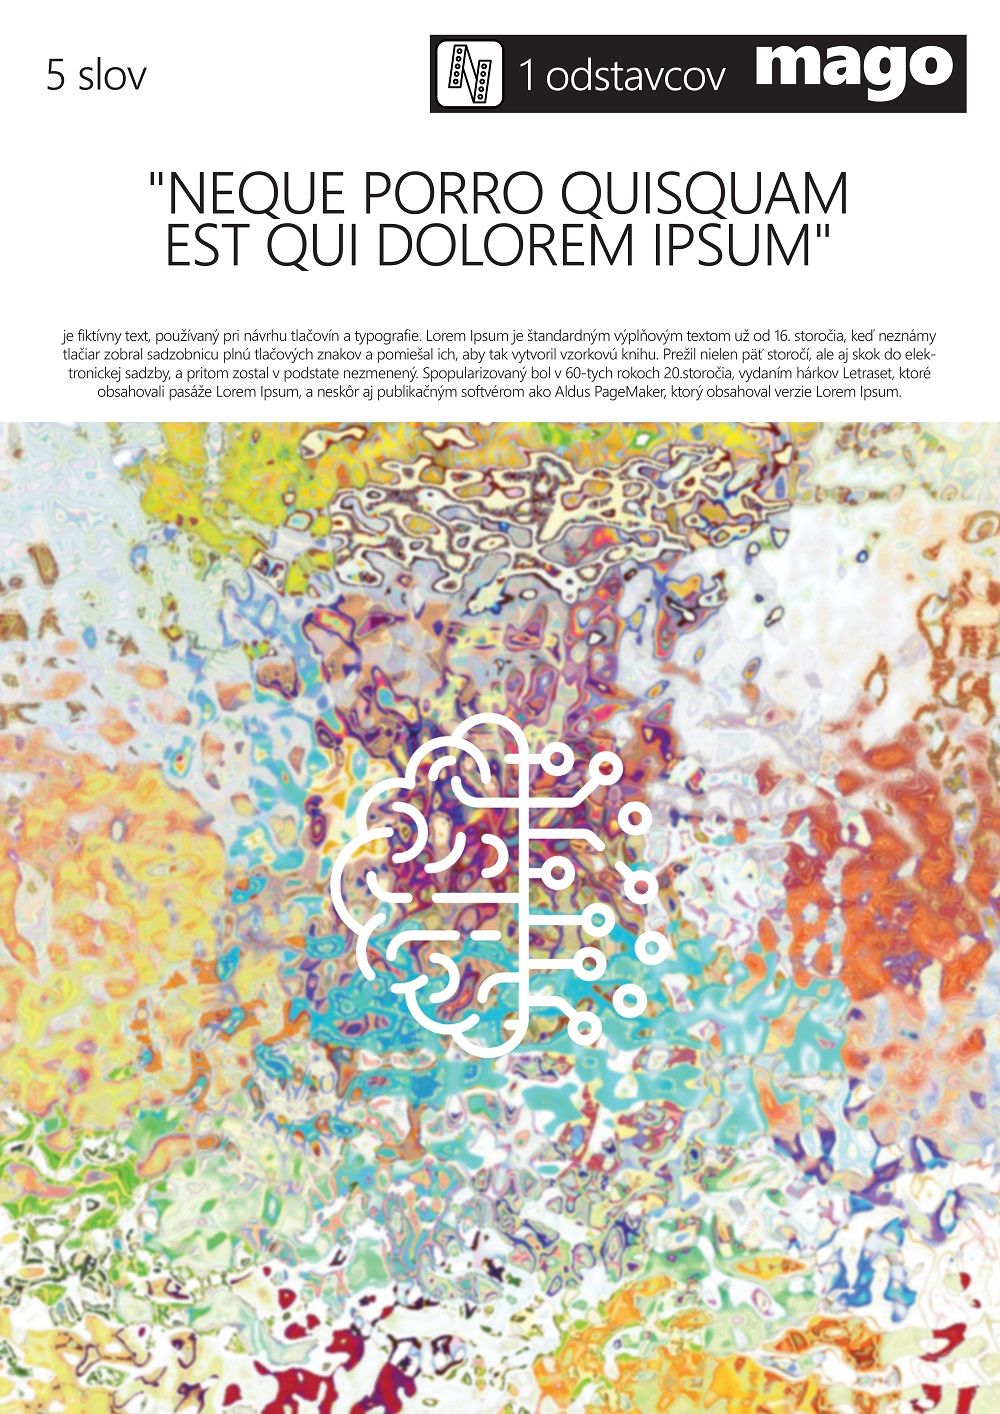 5 slov
1 odstavcov
mago
"NEQUE PORRO QUISQUAM
EST QUI DOLOREM IPSUM"
je fiktívny text, používaný pri návrhu tlačovín a typografie. Lorem Ipsum je štandardným výplňovým textom už od 16. storočia, keď neznámy
tlačiar zobral sadzobnicu plnú tlačových znakov a pomiešal ich, aby tak vytvoril vzorkovú knihu. Prežil nielen päť storočí, ale aj skok do elek-
tronickej sadzby, a pritom zostal v podstate nezmenený. Spopularizovaný bol v 60-tych rokoch 20.storočia, vydaním hárkov Letraset, ktoré
obsahovali pasáže Lorem Ipsum, a neskôr aj publikačným softvérom ako Aldus PageMaker, ktorý obsahoval verzie Lorem Ipsum.